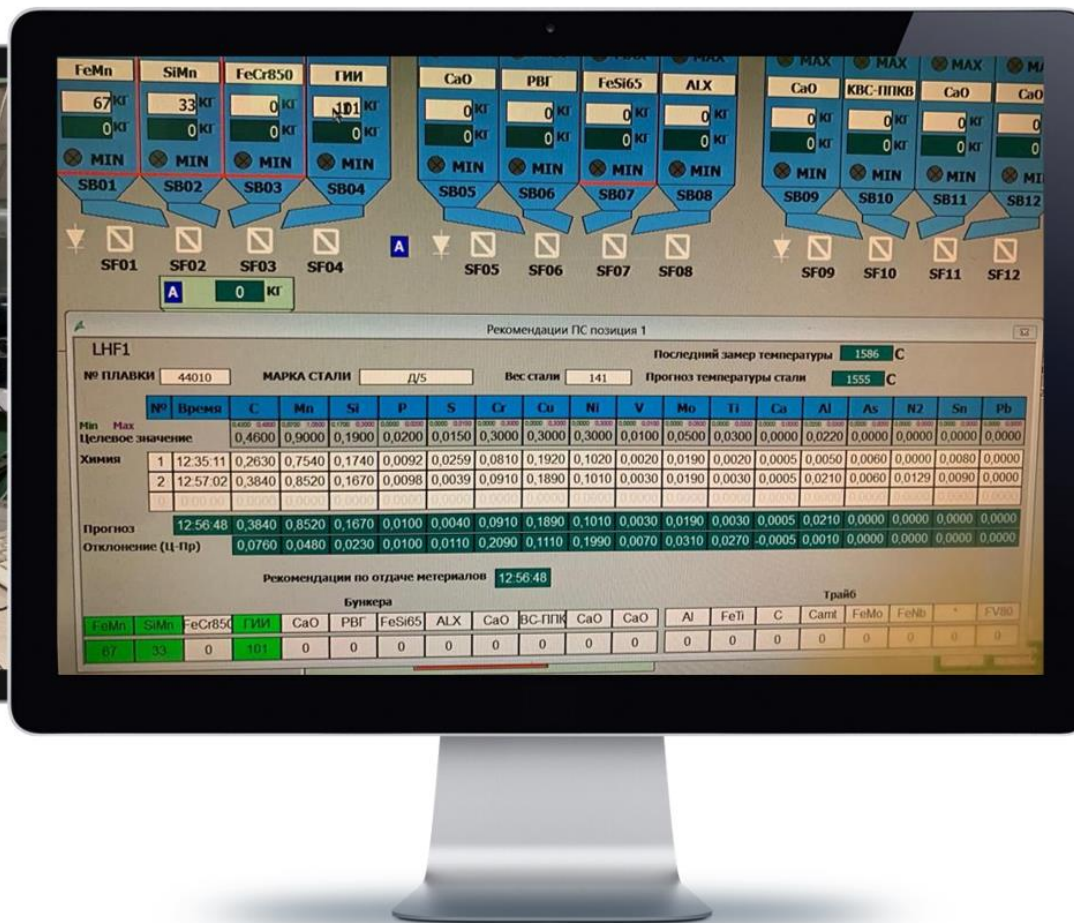 FeMn SiMn FeCr850 ГИИ CaO РВГ FeSi65 ALX CaO КВС-ППКВ CaO CaO
MAX MAX MAX
67 КГ 33 КГ 0 КГ 101 КГ 0 КГ 0 КГ 0 КГ 0 КГ 0 КГ 0 КГ 0 КГ 0
0 КГ 0 КГ 0 КГ 0 КГ 0 КГ 0 КГ 0 КГ 0 КГ 0 КГ 0 КГ 0 КГ 0
MIN MIN MIN MIN MIN MIN MIN MIN MIN MIN MIN
SB01 SB02 SB03 SB04 SB05 SB06 SB07 SB08 SB09 SB10 SB11 SB12
A
SF01 SF02 SF03 SF04 SF05 SF06 SF07 SF08 SF09 SF10 SF11 SF12
A 0 КГ
Рекомендации ПС позиция 1
LHF1 Последний замер температуры 1586 C
№ ПЛАВКИ 44010 МАРКА СТАЛИ Д/5 Вес стали 141 Прогноз температуры стали 1555 C
№ Время C Mn Si P S Cr Cu Ni V Mo Ti Ca Al As N2 Sn Pb
Min Max
Целевое значение 0,4600 0,9000 0,1900 0,0200 0,0150 0,3000 0,3000 0,3000 0,0100 0,0500 0,0300 0,0000 0,0220 0,0000 0,0000 0,0000 0,0000
Химия 1 12:35:11 0,2630 0,7540 0,1740 0,0092 0,0259 0,0810 0,1920 0,1020 0,0020 0,0190 0,0020 0,0005 0,0050 0,0060 0,0000 0,0080 0,0000
2 12:57:02 0,3840 0,8520 0,1670 0,0098 0,0039 0,0910 0,1890 0,1010 0,0030 0,0190 0,0030 0,0005 0,0210 0,0060 0,0129 0,0090 0,0000
Прогноз 12:56:48 0,3840 0,8520 0,1670 0,0100 0,0040 0,0910 0,1890 0,1010 0,0030 0,0190 0,0030 0,0005 0,0210 0,0000 0,0000 0,0000 0,0000
Отклонение (Ц-Пр) 0,0760 0,0480 0,0230 0,0100 0,0110 0,2090 0,1110 0,1990 0,0070 0,0310 0,0270 -0,0005 0,0010 0,0000 0,0000 0,0000 0,0000
Рекомендации по отдаче метериалов 12:56:48
Бункера Трайб
FeMn SiMn FeCr850 ГИИ CaO РВГ FeSi65 ALX CaO ВС-ППК CaO CaO Al FeTi C Camt FeMo FeNb * FV80
67 33 0 101 0 0 0 0 0 0 0 0 0 0 0 0 0 0 0 0